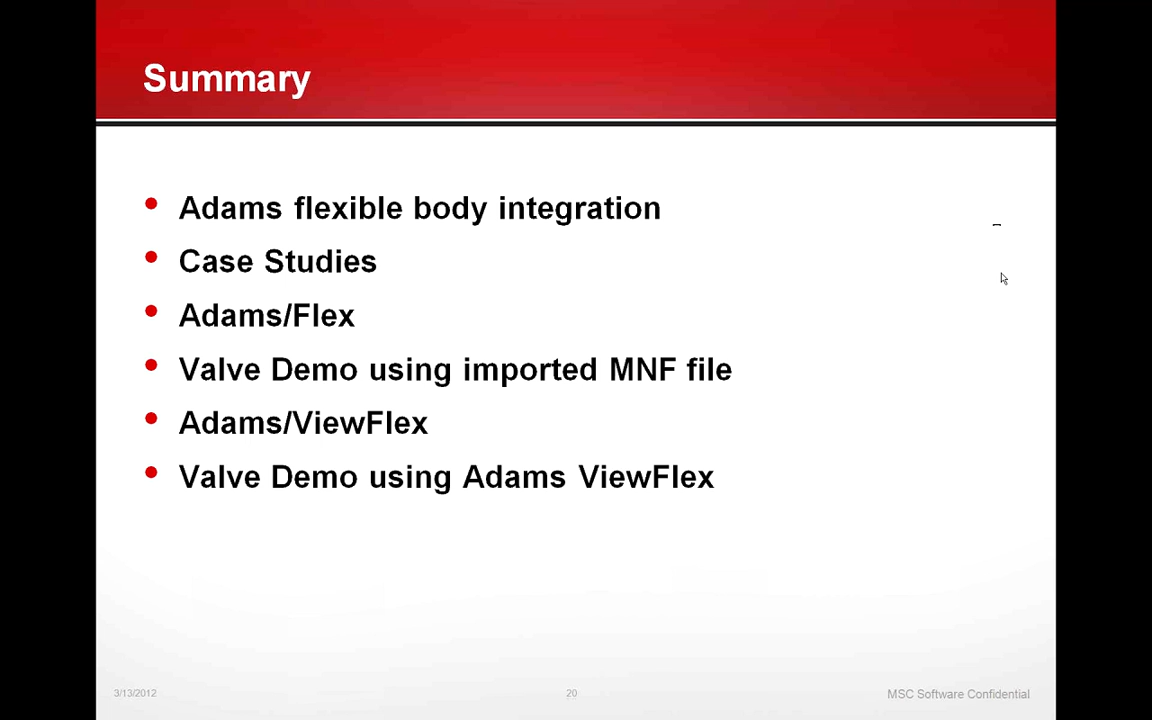 Summary
• Adams flexible body integration
• Case Studies
• Adams/Flex
• Valve Demo using imported MNF file
• Adams/ViewFlex
• Valve Demo using Adams ViewFlex
3/13/2012
20
MSC Software Confidential